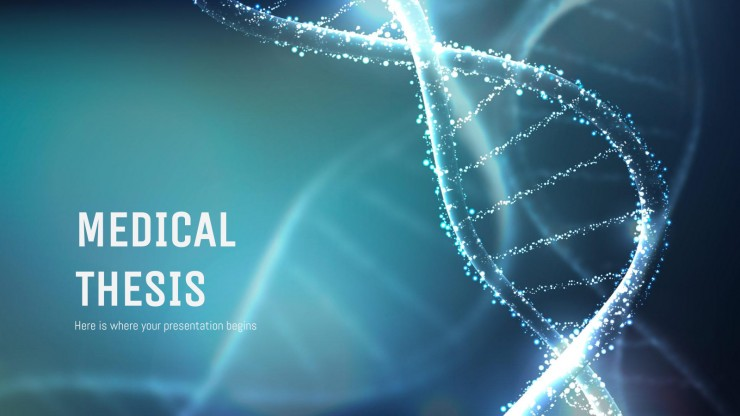 MEDICAL
THESIS
Here is where your presentation begins